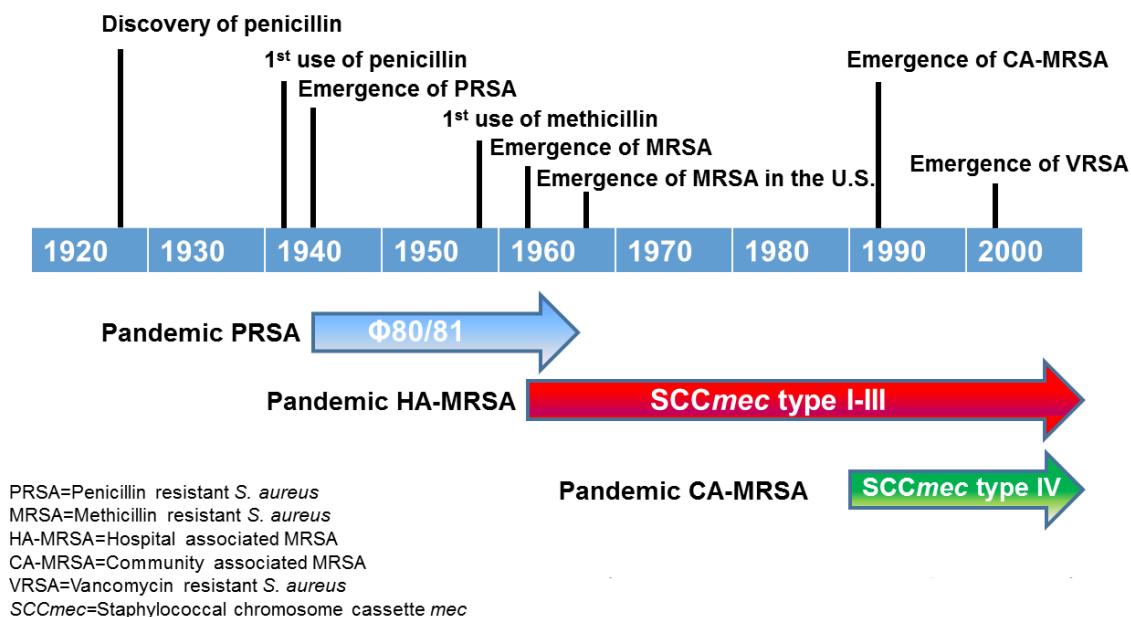 Discovery of penicillin
1st use of penicillin
Emergence of PRSA
1st use of methicillin
Emergence of MRSA
Emergence of MRSA in the U.S.
Emergence of CA-MRSA
Emergence of VRSA
1920 1930 1940 1950 1960 1970 1980 1990 2000
Pandemic PRSA Φ80/81
Pandemic HA-MRSA SCCmec type I-III
Pandemic CA-MRSA SCCmec type IV
PRSA=Penicillin resistant S. aureus
MRSA=Methicillin resistant S. aureus
HA-MRSA=Hospital associated MRSA
CA-MRSA=Community associated MRSA
VRSA=Vancomycin resistant S. aureus
SCCmec=Staphylococcal chromosome cassette mec